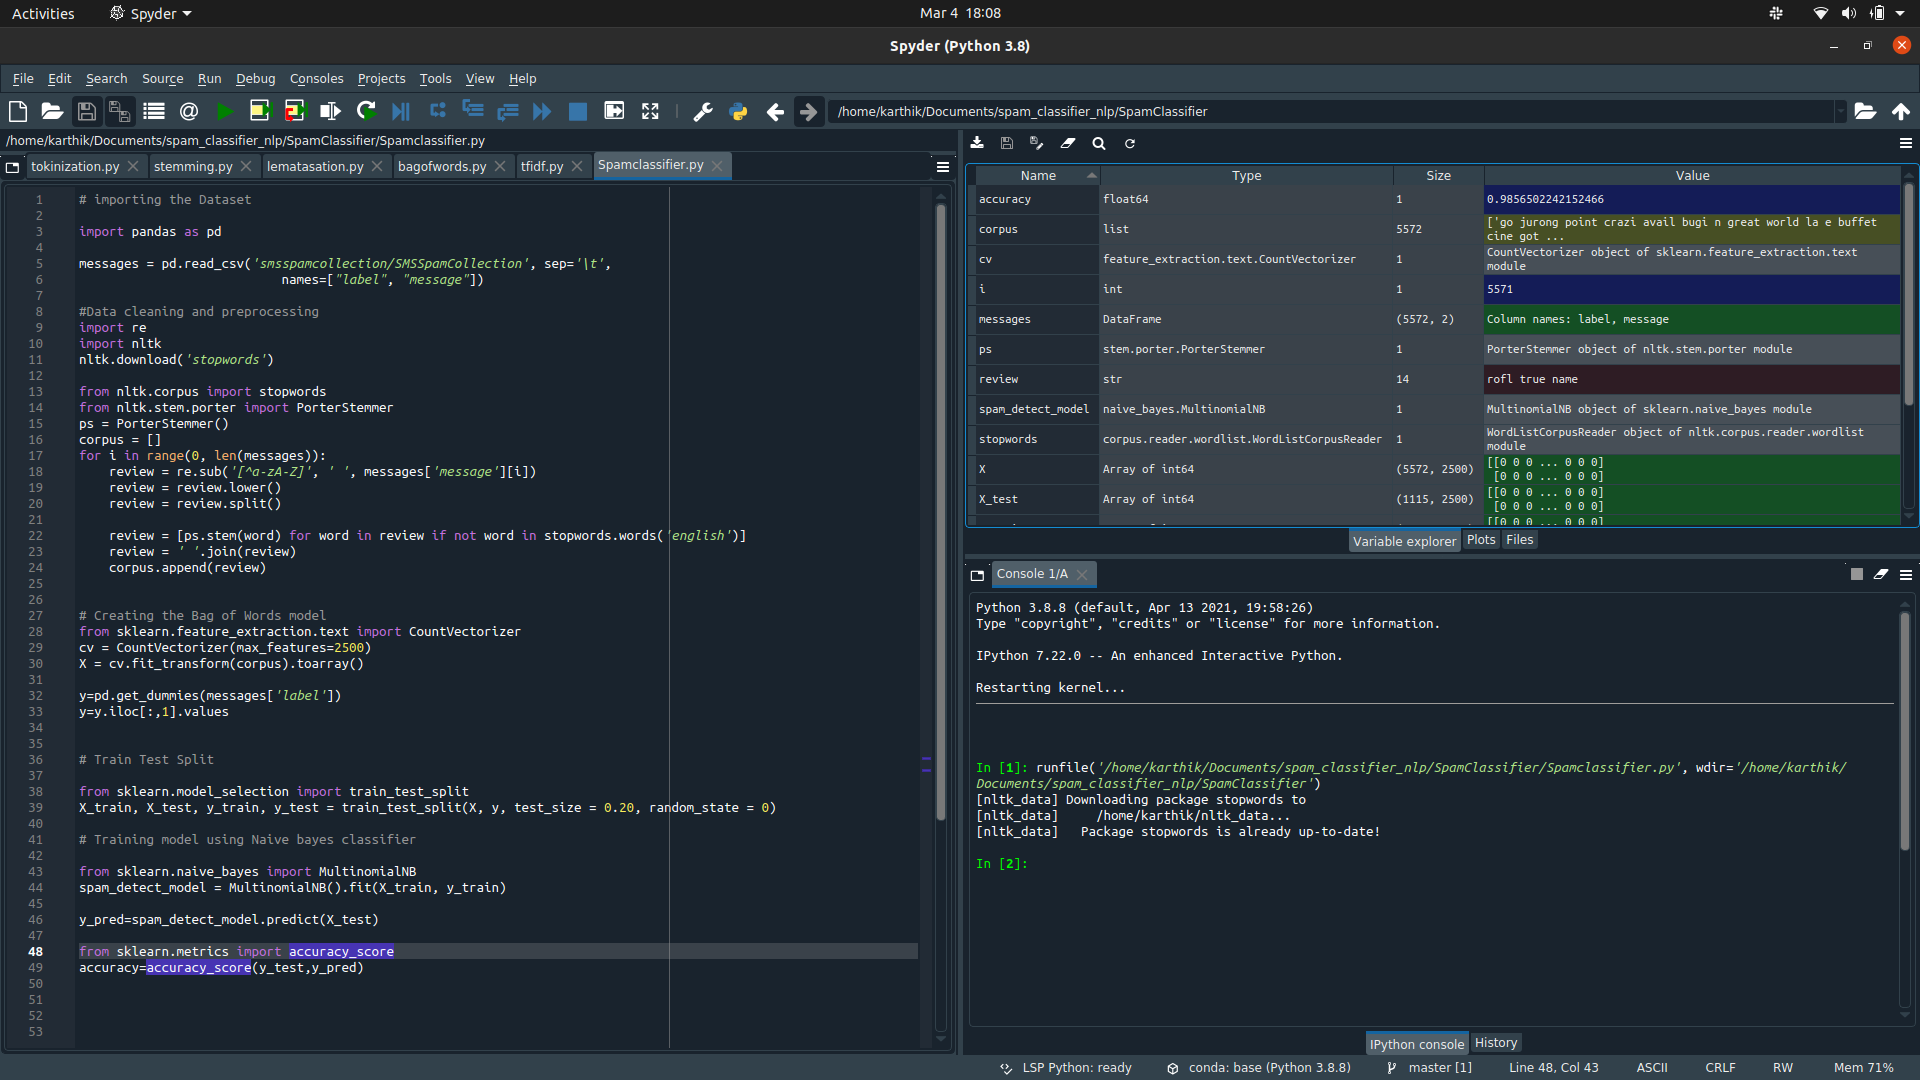 Activities
Spyder
Mar 4 18:08
Spyder (Python 3.8)
File Edit Search Source Run Debug Consoles Projects Tools View Help
/home/karthik/Documents/spam_classifier_nlp/SpamClassifier
/home/karthik/Documents/spam_classifier_nlp/SpamClassifier/Spamclassifier.py
tokinization.py stemming.py lematasation.py bagofwords.py tfidf.py Spamclassifier.py
1 # importing the Dataset
2
3 import pandas as pd
4
5 messages = pd.read_csv('smsspamcollection/SMSSpamCollection', sep='\t',
6 names=["label", "message"])
7
8 #Data cleaning and preprocessing
9 import re
10 import nltk
11 nltk.download('stopwords')
12
13 from nltk.corpus import stopwords
14 from nltk.stem.porter import PorterStemmer
15 ps = PorterStemmer()
16 corpus = []
17 for i in range(0, len(messages)):
18 review = re.sub('[^a-zA-Z]', ' ', messages['message'][i])
19 review = review.lower()
20 review = review.split()
21
22 review = [ps.stem(word) for word in review if not word in stopwords.words('english')]
23 review = ' '.join(review)
24 corpus.append(review)
25
26
27 # Creating the Bag of Words model
28 from sklearn.feature_extraction.text import CountVectorizer
29 cv = CountVectorizer(max_features=2500)
30 X = cv.fit_transform(corpus).toarray()
31
32 y=pd.get_dummies(messages['label'])
33 y=y.iloc[:,1].values
34
35
36 # Train Test Split
37
38 from sklearn.model_selection import train_test_split
39 X_train, X_test, y_train, y_test = train_test_split(X, y, test_size = 0.20, random_state = 0)
40
41 # Training model using Naive bayes classifier
42
43 from sklearn.naive_bayes import MultinomialNB
44 spam_detect_model = MultinomialNB().fit(X_train, y_train)
45
46 y_pred=spam_detect_model.predict(X_test)
47
48 from sklearn.metrics import accuracy_score
49 accuracy=accuracy_score(y_test,y_pred)
50
51
52
53
Name Type Size Value
accuracy float64 1 0.9856502242152466
corpus list 5572 ['go jurong point crazi avail bugi n great world la e buffet
cine got ...
cv feature_extraction.text.CountVectorizer 1 CountVectorizer object of sklearn.feature_extraction.text
module
i int 1 5571
messages DataFrame (5572, 2) Column names: label, message
ps stem.porter.PorterStemmer 1 PorterStemmer object of nltk.stem.porter module
review str 14 rofl true name
spam_detect_model naive_bayes.MultinomialNB 1 MultinomialNB object of sklearn.naive_bayes module
stopwords corpus.reader.wordlist.WordListCorpusReader 1 WordListCorpusReader object of nltk.corpus.reader.wordlist
module
X Array of int64 (5572, 2500) [[0 0 0 ... 0 0 0]
[0 0 0 ... 0 0 0]
X_test Array of int64 (1115, 2500) [[0 0 0 ... 0 0 0]
[0 0 0 ... 0 0 0]
[[0 0 0 ... 0 0 0]
Variable explorer Plots Files
Console 1/A
Python 3.8.8 (default, Apr 13 2021, 19:58:26)
Type "copyright", "credits" or "license" for more information.
IPython 7.22.0 -- An enhanced Interactive Python.
Restarting kernel...
In [1]: runfile('/home/karthik/Documents/spam_classifier_nlp/SpamClassifier/Spamclassifier.py', wdir='/home/karthik/
Documents/spam_classifier_nlp/SpamClassifier')
[nltk_data] Downloading package stopwords to
[nltk_data] /home/karthik/nltk_data...
[nltk_data] Package stopwords is already up-to-date!
In [2]:
IPython console History
LSP Python: ready conda: base (Python 3.8.8) master [1] Line 48, Col 43 ASCII CRLF RW Mem 71%